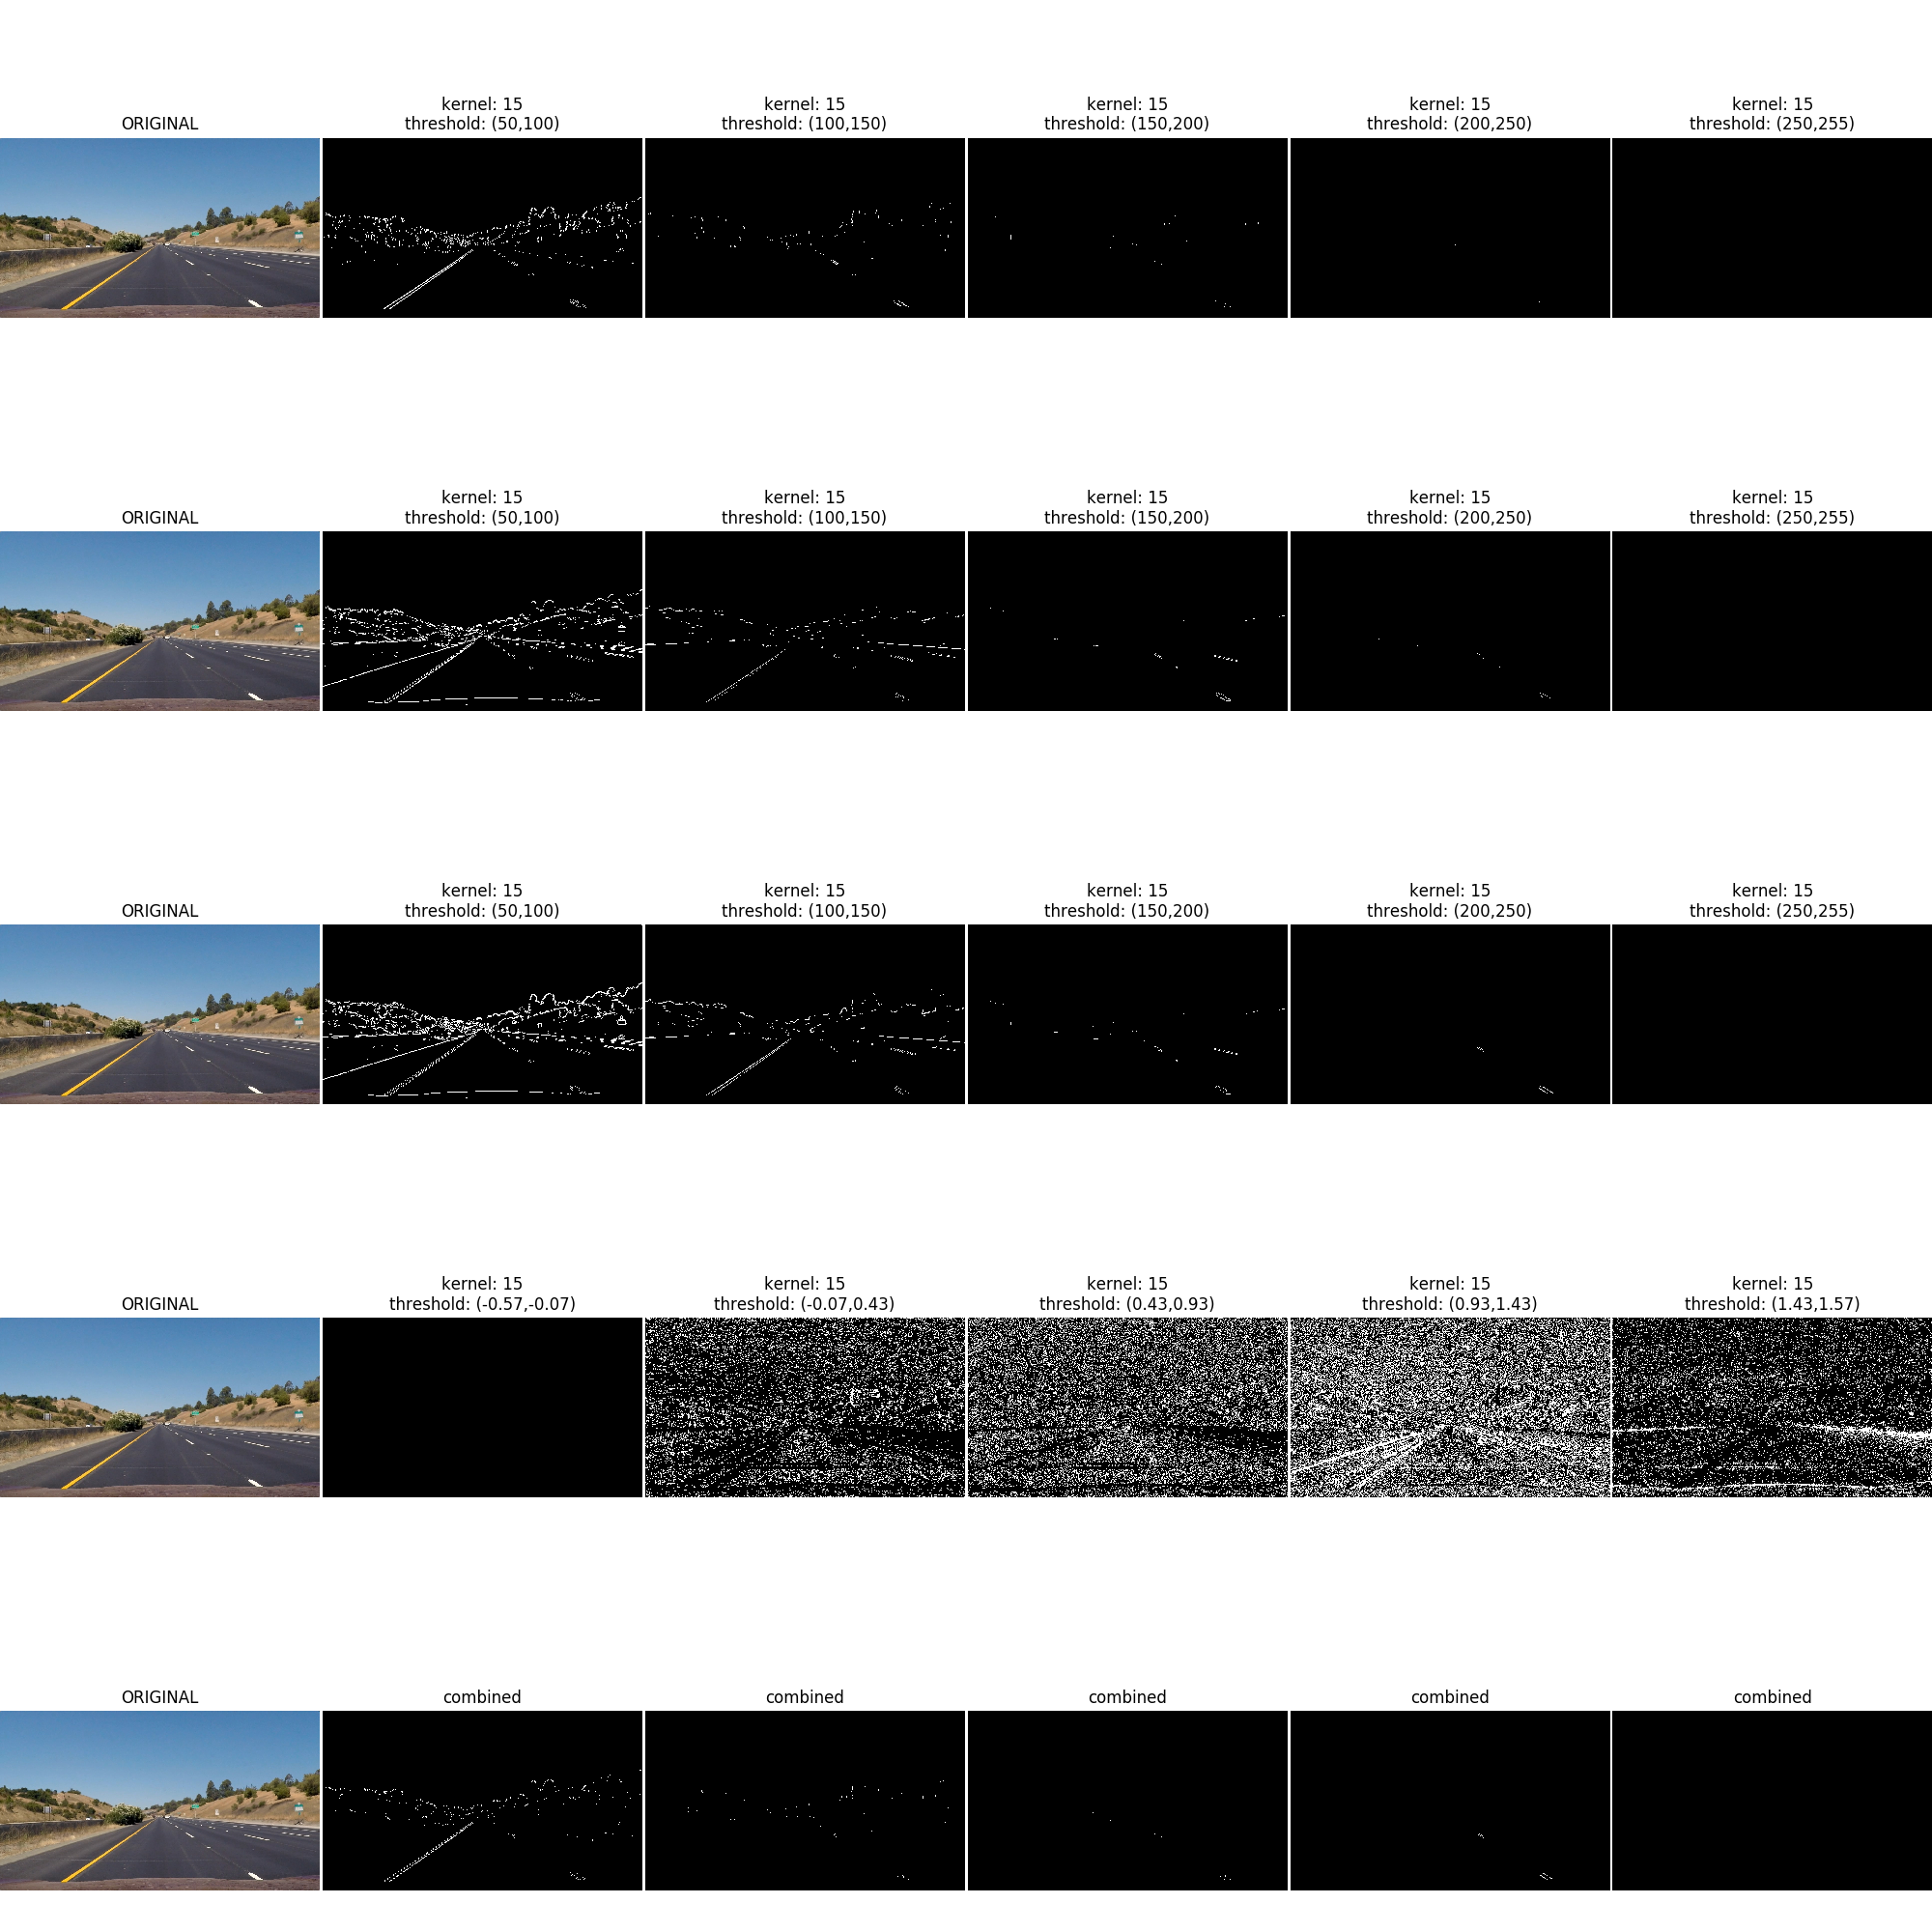 kernel: 15 kernel: 15 kernel: 15 kernel: 15 kernel: 15
ORIGINAL threshold: (50,100) threshold: (100,150) threshold: (150,200) threshold: (200,250) threshold: (250,255)
kernel: 15 kernel: 15 kernel: 15 kernel: 15 kernel: 15
ORIGINAL threshold: (50,100) threshold: (100,150) threshold: (150,200) threshold: (200,250) threshold: (250,255)
kernel: 15 kernel: 15 kernel: 15 kernel: 15 kernel: 15
ORIGINAL threshold: (50,100) threshold: (100,150) threshold: (150,200) threshold: (200,250) threshold: (250,255)
kernel: 15 kernel: 15 kernel: 15 kernel: 15 kernel: 15
ORIGINAL threshold: (-0.57,-0.07) threshold: (-0.07,0.43) threshold: (0.43,0.93) threshold: (0.93,1.43) threshold: (1.43,1.57)
ORIGINAL combined combined combined combined combined